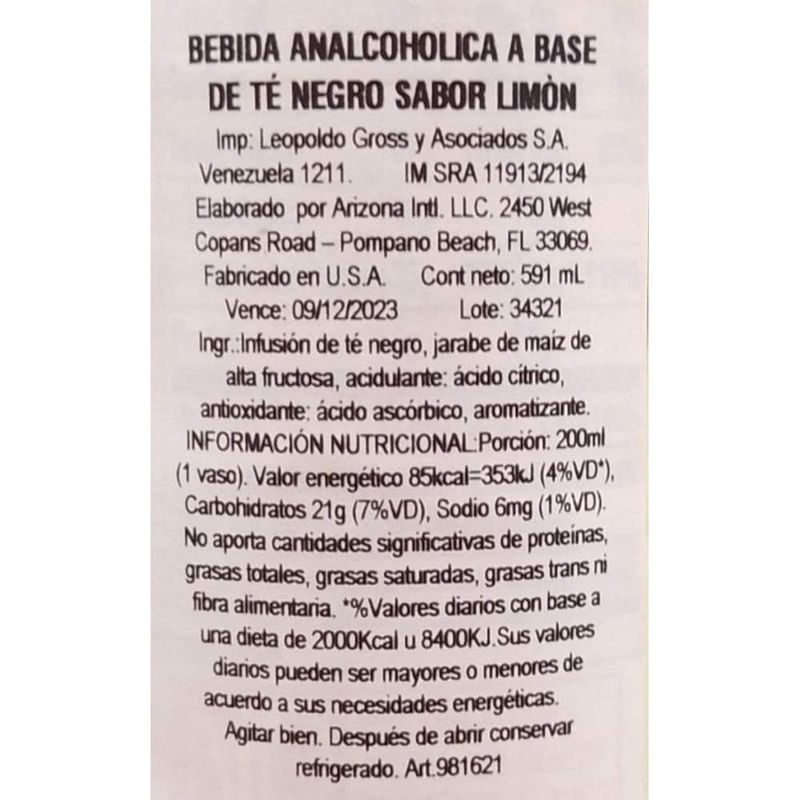 BEBIDA ANALCOHOLICA A BASE
DE TÉ NEGRO SABOR LIMÒN
Imp: Leopoldo Gross y Asociados S.A.
Venezuela 1211. IM SRA 11913/2194
Elaborado por Arizona Intl. LLC. 2450 West
Copans Road – Pompano Beach, FL 33069.
Fabricado en U.S.A. Cont neto: 591 mL
Vence: 09/12/2023 Lote: 34321
Ingr.:Infusión de té negro, jarabe de maíz de
alta fructosa, acidulante: ácido cítrico,
antioxidante: ácido ascórbico, aromatizante.
INFORMACIÓN NUTRICIONAL:Porción: 200ml
(1 vaso). Valor energético 85kcal=353kJ (4%VD*),
Carbohidratos 21g (7%VD), Sodio 6mg (1%VD).
No aporta cantidades significativas de proteínas,
grasas totales, grasas saturadas, grasas trans ni
fibra alimentaria. *%Valores diarios con base a
una dieta de 2000Kcal u 8400KJ.Sus valores
diarios pueden ser mayores o menores de
acuerdo a sus necesidades energéticas.
Agitar bien. Después de abrir conservar
refrigerado. Art.981621